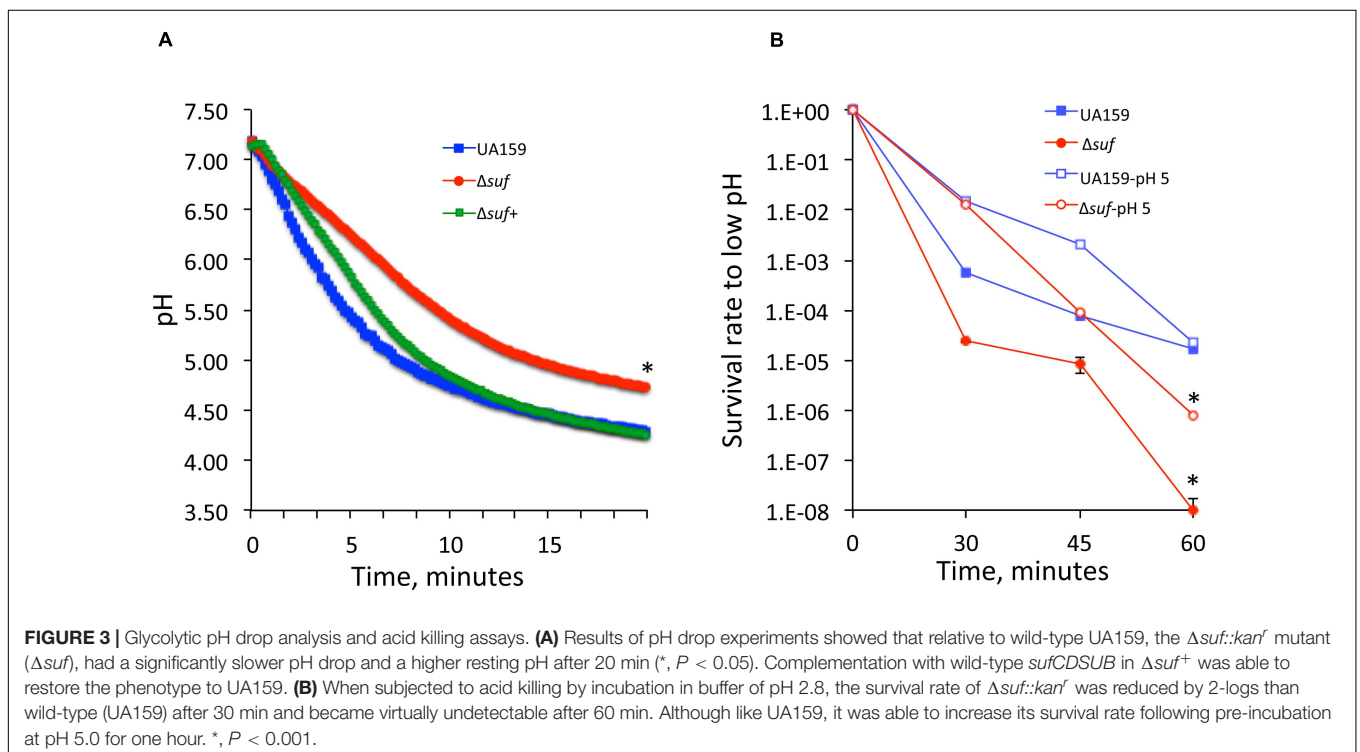 A
B
7.50
7.00
6.50
6.00
5.50
5.00
4.50
4.00
3.50
pH
0
5
10
15
Time, minutes
UA159
Δsuf
Δsuf+
*
1.E+00
1.E-01
1.E-02
1.E-03
1.E-04
1.E-05
1.E-06
1.E-07
1.E-08
Survival rate to low pH
0
30
45
60
Time, minutes
UA159
Δsuf
UA159-pH 5
Δsuf-pH 5
*
*
FIGURE 3 | Glycolytic pH drop analysis and acid killing assays. (A) Results of pH drop experiments showed that relative to wild-type UA159, the Δsuf::kanʳ mutant
(Δsuf), had a significantly slower pH drop and a higher resting pH after 20 min (*, P < 0.05). Complementation with wild-type sufCDSUB in Δsuf⁺ was able to
restore the phenotype to UA159. (B) When subjected to acid killing by incubation in buffer of pH 2.8, the survival rate of Δsuf::kanʳ was reduced by 2-logs than
wild-type (UA159) after 30 min and became virtually undetectable after 60 min. Although like UA159, it was able to increase its survival rate following pre-incubation
at pH 5.0 for one hour. *, P < 0.001.